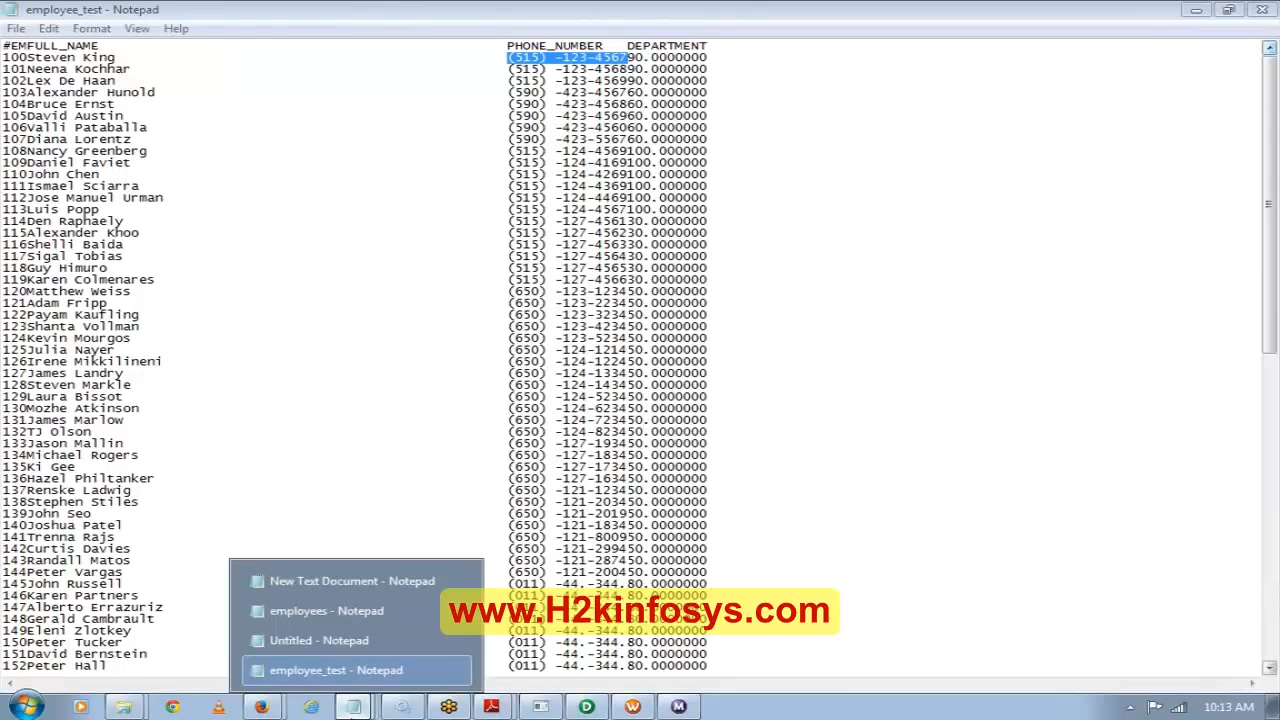 employee_test - Notepad
File Edit Format View Help
#EMFULL_NAME PHONE_NUMBER DEPARTMENT
100Steven King (515) -123-456790.0000000
101Neena Kochhar (515) -123-456890.0000000
102Lex De Haan (515) -123-456990.0000000
103Alexander Hunold (590) -423-456760.0000000
104Bruce Ernst (590) -423-456860.0000000
105David Austin (590) -423-456960.0000000
106Valli Pataballa (590) -423-456060.0000000
107Diana Lorentz (590) -423-556760.0000000
108Nancy Greenberg (515) -124-4569100.000000
109Daniel Faviet (515) -124-4169100.000000
110John Chen (515) -124-4269100.000000
111Ismael Sciarra (515) -124-4369100.000000
112Jose Manuel Urman (515) -124-4469100.000000
113Luis Popp (515) -124-4567100.000000
114Den Raphaely (515) -127-456130.0000000
115Alexander Khoo (515) -127-456230.0000000
116Shelli Baida (515) -127-456330.0000000
117Sigal Tobias (515) -127-456430.0000000
118Guy Himuro (515) -127-456530.0000000
119Karen Colmenares (515) -127-456630.0000000
120Matthew Weiss (650) -123-123450.0000000
121Adam Fripp (650) -123-223450.0000000
122Payam Kaufling (650) -123-323450.0000000
123Shanta Vollman (650) -123-423450.0000000
124Kevin Mourgos (650) -123-523450.0000000
125Julia Nayer (650) -124-121450.0000000
126Irene Mikkilineni (650) -124-122450.0000000
127James Landry (650) -124-133450.0000000
128Steven Markle (650) -124-143450.0000000
129Laura Bissot (650) -124-523450.0000000
130Mozhe Atkinson (650) -124-623450.0000000
131James Marlow (650) -124-723450.0000000
132TJ Olson (650) -124-823450.0000000
133Jason Mallin (650) -127-193450.0000000
134Michael Rogers (650) -127-183450.0000000
135Ki Gee (650) -127-173450.0000000
136Hazel Philtanker (650) -127-163450.0000000
137Renske Ladwig (650) -121-123450.0000000
138Stephen Stiles (650) -121-203450.0000000
139John Seo (650) -121-201950.0000000
140Joshua Patel (650) -121-183450.0000000
141Trenna Rajs (650) -121-800950.0000000
142Curtis Davies (650) -121-299450.0000000
143Randall Matos (650) -121-287450.0000000
144Peter Vargas (650) -121-200450.0000000
145John Russell (011) -44.-344.80.0000000
146Karen Partners (011) -44.-344.80.0000000
147Alberto Errazuriz
148Gerald Cambrault
149Eleni Zlotkey
150Peter Tucker (011) -44.-344.80.0000000
151David Bernstein (011) -44.-344.80.0000000
152Peter Hall (011) -44.-344.80.0000000
New Text Document - Notepad
employees - Notepad
Untitled - Notepad
employee_test - Notepad
www.H2kinfosys.com
10:13 AM